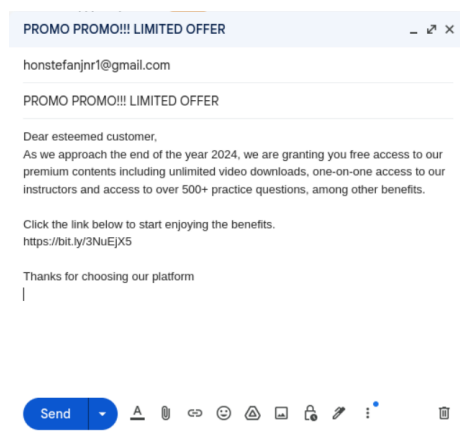 PROMO PROMO!!! LIMITED OFFER
honstefanjnr1@gmail.com
PROMO PROMO!!! LIMITED OFFER
Dear esteemed customer,
As we approach the end of the year 2024, we are granting you free access to our
premium contents including unlimited video downloads, one-on-one access to our
instructors and access to over 500+ practice questions, among other benefits.
Click the link below to start enjoying the benefits.
https://bit.ly/3NuEjX5
Thanks for choosing our platform
Send